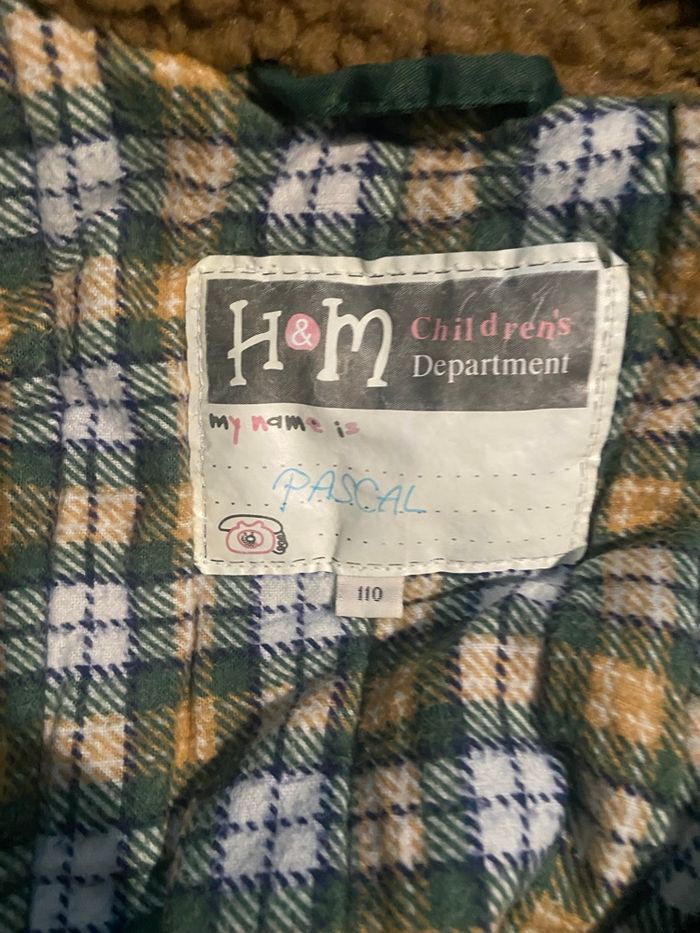 H&M Children's
Department
my name is
PASCAL
110